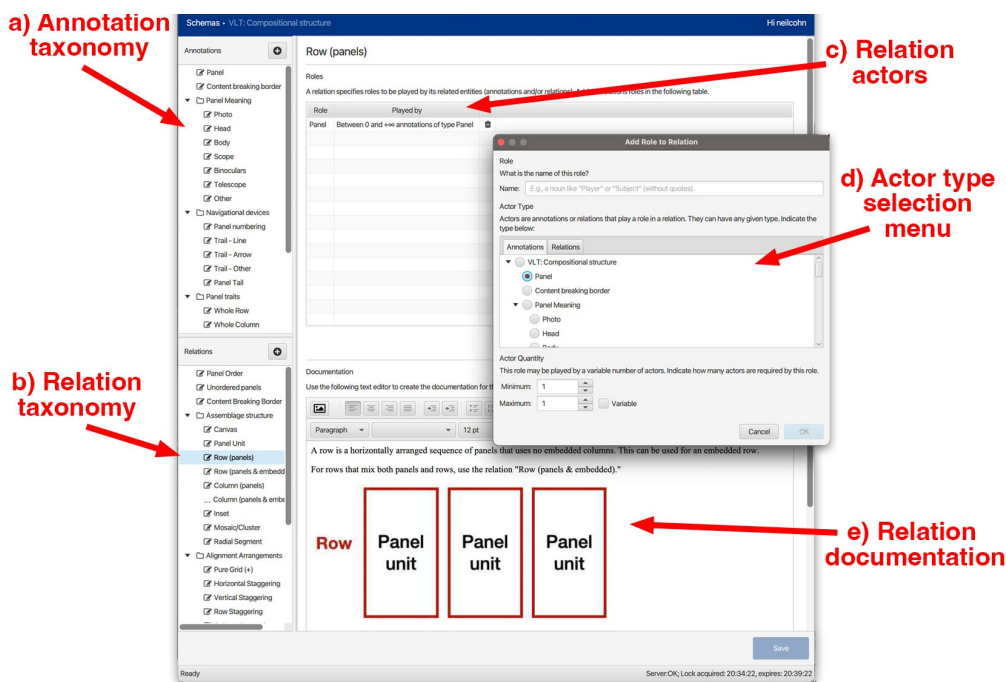 a) Annotation
taxonomy
b) Relation
taxonomy
c) Relation
actors
d) Actor type
selection
menu
e) Relation
documentation
Schemas • VLT: Compositional structure
Hi neilcohn
Annotations
Panel
Content breaking border
Panel Meaning
Photo
Head
Body
Scope
Binoculars
Telescope
Other
Navigational devices
Panel numbering
Trail - Line
Trail - Arrow
Trail - Other
Panel Tail
Panel traits
Whole Row
Whole Column
Relations
Panel Order
Unordered panels
Content Breaking Border
Assemblage structure
Canvas
Panel Unit
Row (panels)
Row (panels & embedd
Column (panels)
... Column (panels & embe
Inset
Mosaic/Cluster
Radial Segment
Alignment Arrangements
Pure Grid (+)
Horizontal Staggering
Vertical Staggering
Row Staggering
Row (panels)
Roles
A relation specifies roles to be played by its related entities (annotations and/or relations). roles in the following table.
Role Played by
Panel Between 0 and +∞ annotations of type Panel
Add Role to Relation
Role
What is the name of this role?
Name: E.g., a noun like "Player" or "Subject" (without quotes).
Actor Type
Actors are annotations or relations that play a role in a relation. They can have any given type. Indicate the
type below:
Annotations Relations
VLT: Compositional structure
Panel
Content breaking border
Panel Meaning
Photo
Head
Body
Actor Quantity
This role may be played by a variable number of actors. Indicate how many actors are required by this role.
Minimum: 1
Maximum: 1 Variable
Cancel OK
Documentation
Use the following text editor to create the documentation for th
Paragraph 12 pt
A row is a horizontally arranged sequence of panels that uses no embedded columns. This can be used for an embedded row.
For rows that mix both panels and rows, use the relation "Row (panels & embedded)."
Row
Panel
unit
Panel
unit
Panel
unit
Save
Ready
Server:OK; Lock acquired: 20:34:22, expires: 20:39:22